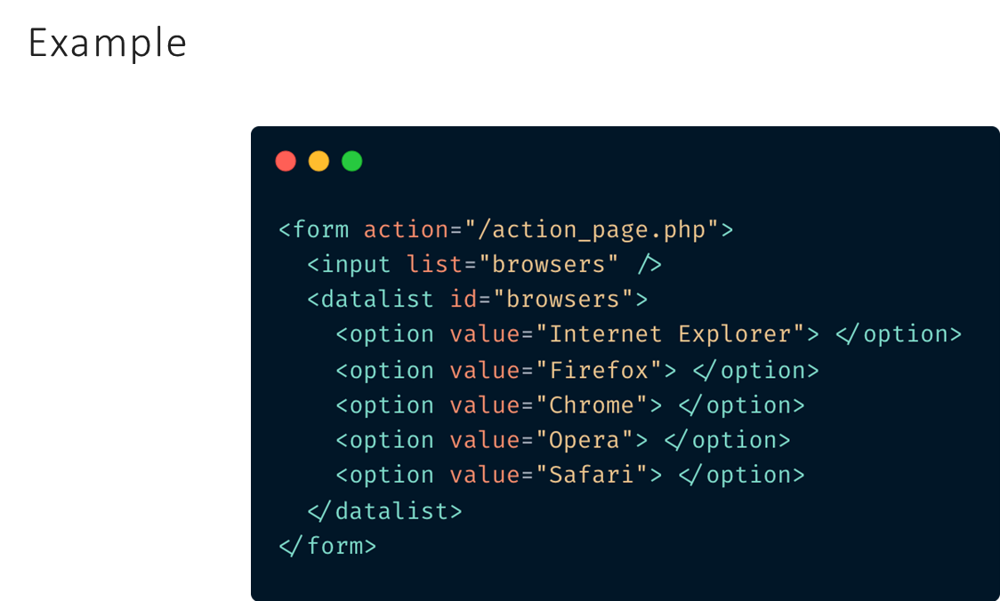 Example
<form action="/action_page.php">
<input list="browsers" />
<datalist id="browsers">
<option value="Internet Explorer"> </option>
<option value="Firefox"> </option>
<option value="Chrome"> </option>
<option value="Opera"> </option>
<option value="Safari"> </option>
</datalist>
</form>